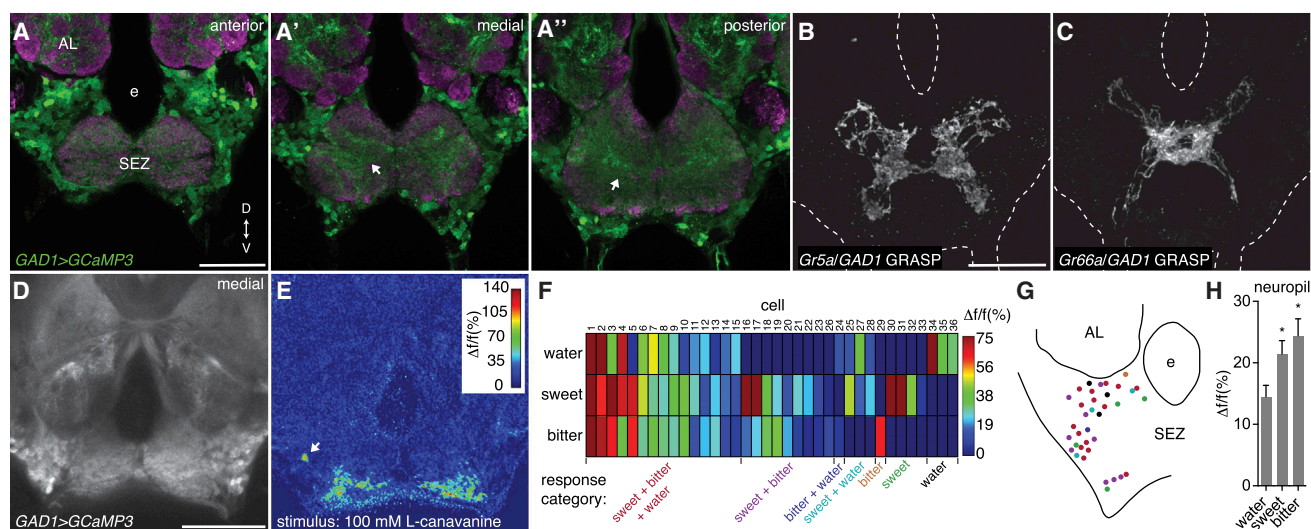 A
anterior
AL
e
SEZ
D
V
GAD1>GCaMP3
A'
medial
A''
posterior
B
Gr5a/GAD1 GRASP
C
Gr66a/GAD1 GRASP
D
medial
GAD1>GCaMP3
E
140
105
70
35
0
Δf/f(%)
stimulus: 100 mM L-canavanine
F
cell
1 2 3 4 5 6 7 8 9 10 11 12 13 14 15 16 17 18 19 20 21 22 23 26 24 25 27 28 29 30 31 32 33 34 35 36
water
sweet
bitter
Δf/f(%)
75
66
56
47
38
29
19
9
0
response
category:
sweet + bitter
+ water
sweet + bitter
bitter + water
sweet + water
bitter
sweet
water
G
AL
e
SEZ
H
neuropil
30
20
10
0
Δf/f(%)
*
*
water
sweet
bitter